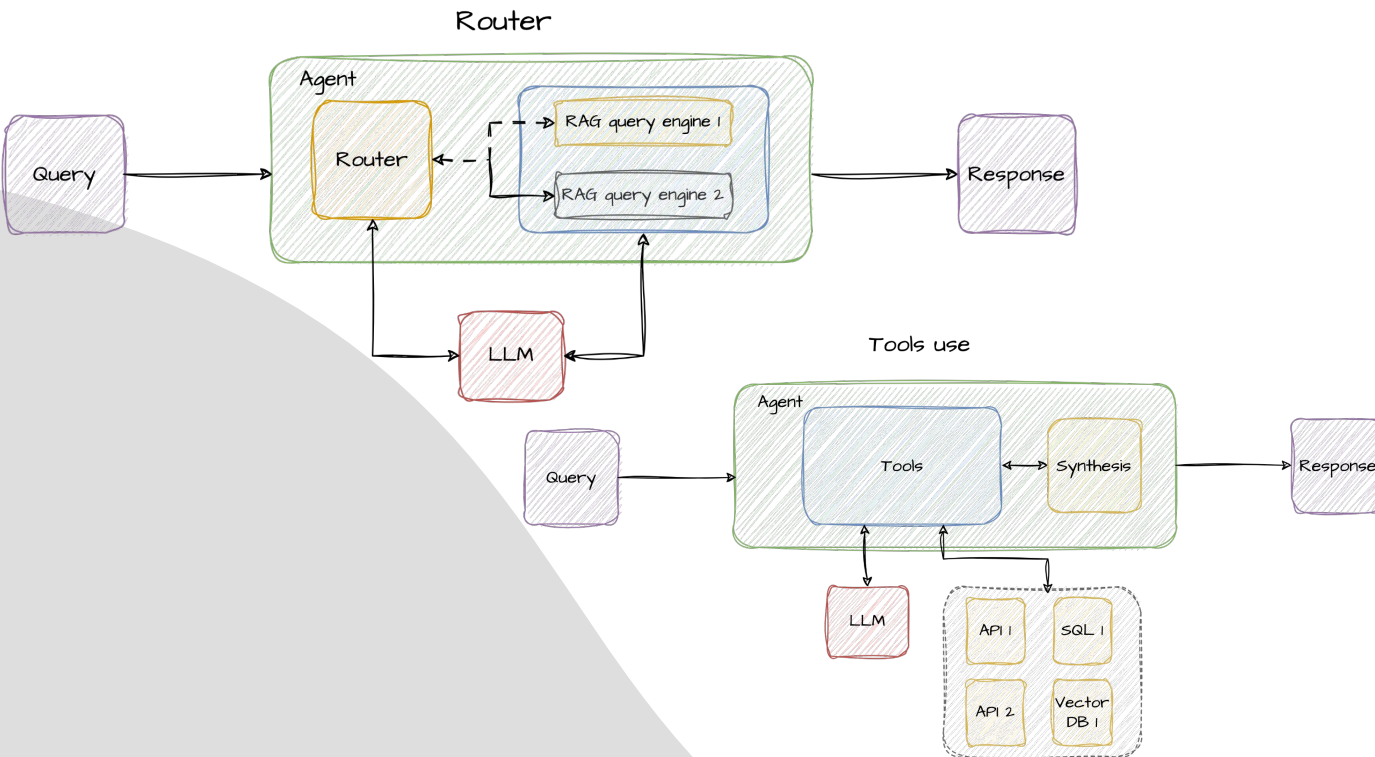 Router
Agent
Query
Router
RAG query engine 1
RAG query engine 2
Response
LLM
Tools use
Agent
Query
Tools
Synthesis
Response
LLM
API 1
SQL 1
API 2
Vector
DB 1